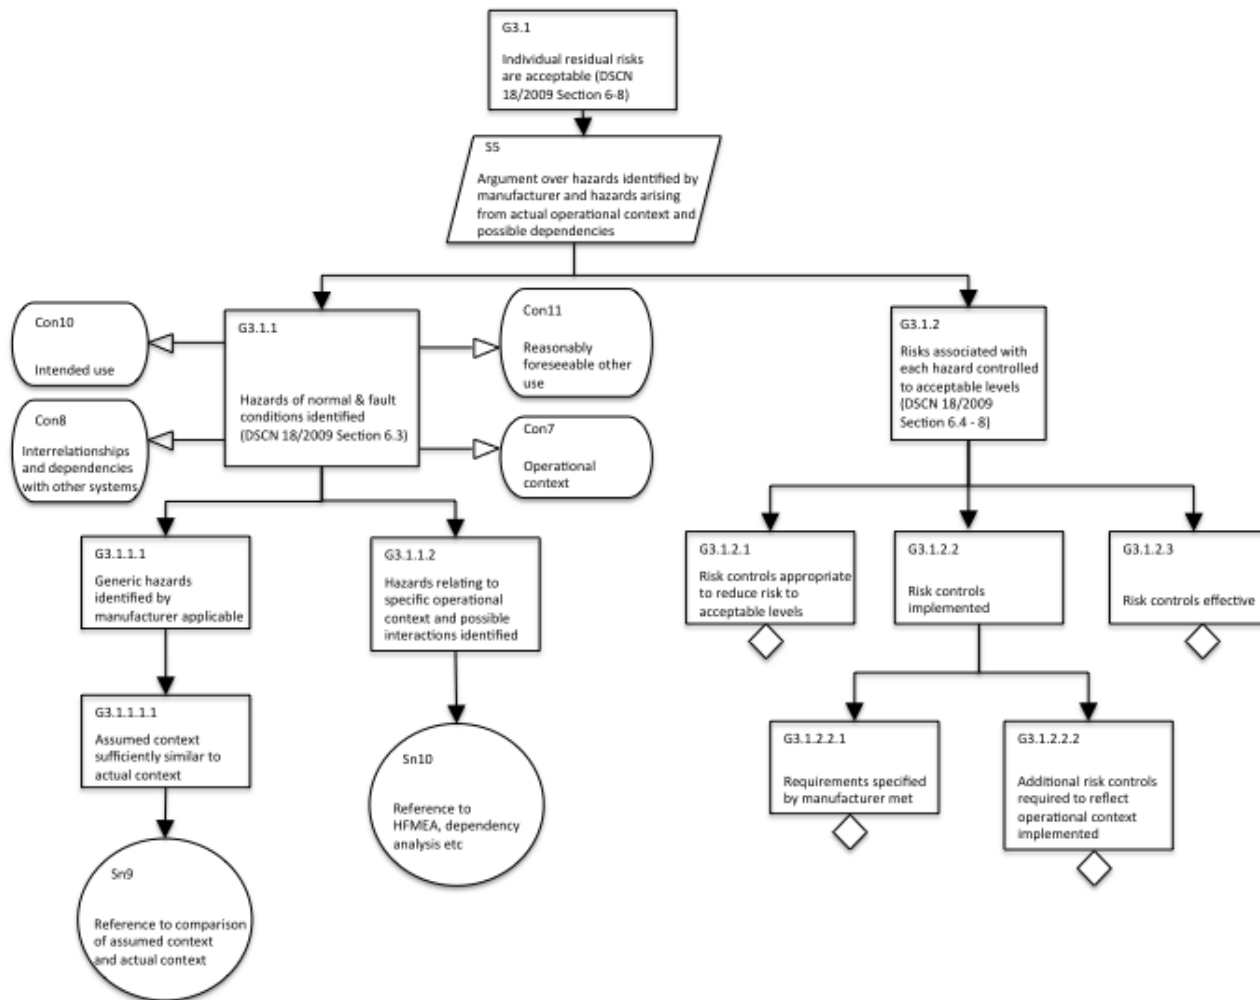 G3.1
Individual residual risks
are acceptable (DSCN
18/2009 Section 6-8)
S5
Argument over hazards identified by
manufacturer and hazards arising
from actual operational context and
possible dependencies
Con10
Intended use
G3.1.1
Hazards of normal & fault
conditions identified
(DSCN 18/2009 Section 6.3)
Con11
Reasonably
foreseeable other
use
G3.1.2
Risks associated with
each hazard controlled
to acceptable levels
(DSCN 18/2009
Section 6.4 - 8)
Con8
Interrelationships
and dependencies
with other systems
Con7
Operational
context
G3.1.1.1
Generic hazards
identified by
manufacturer applicable
G3.1.1.2
Hazards relating to
specific operational
context and possible
interactions identified
G3.1.2.1
Risk controls appropriate
to reduce risk to
acceptable levels
G3.1.2.2
Risk controls
implemented
G3.1.2.3
Risk controls effective
G3.1.1.1.1
Assumed context
sufficiently similar to
actual context
Sn10
Reference to
HFMEA, dependency
analysis etc
G3.1.2.2.1
Requirements specified
by manufacturer met
G3.1.2.2.2
Additional risk controls
required to reflect
operational context
implemented
Sn9
Reference to comparison
of assumed context
and actual context